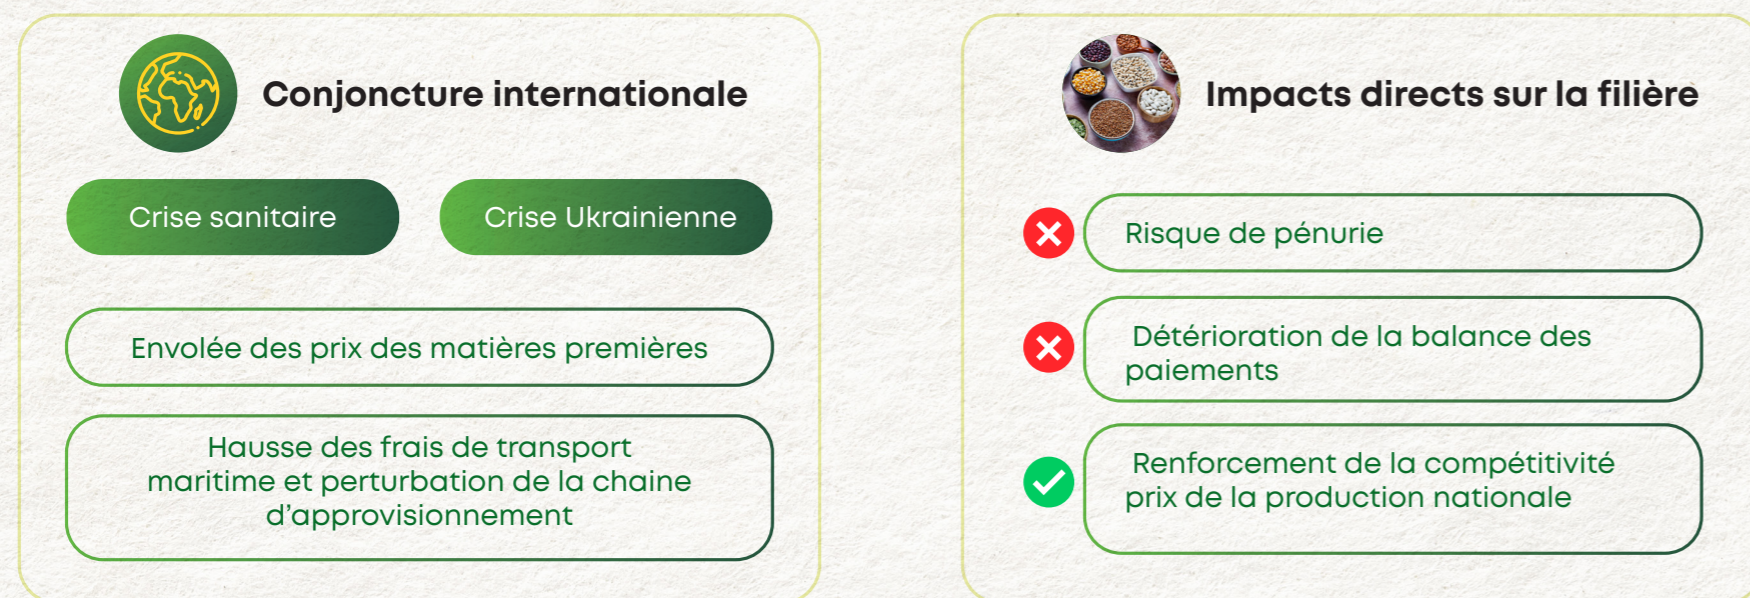 Conjoncture internationale
Crise sanitaire
Crise Ukrainienne
Envolée des prix des matières premières
Hausse des frais de transport
maritime et perturbation de la chaine
d'approvisionnement
Impacts directs sur la filière
Risque de pénurie
Détérioration de la balance des
paiements
Renforcement de la compétitivité
prix de la production nationale